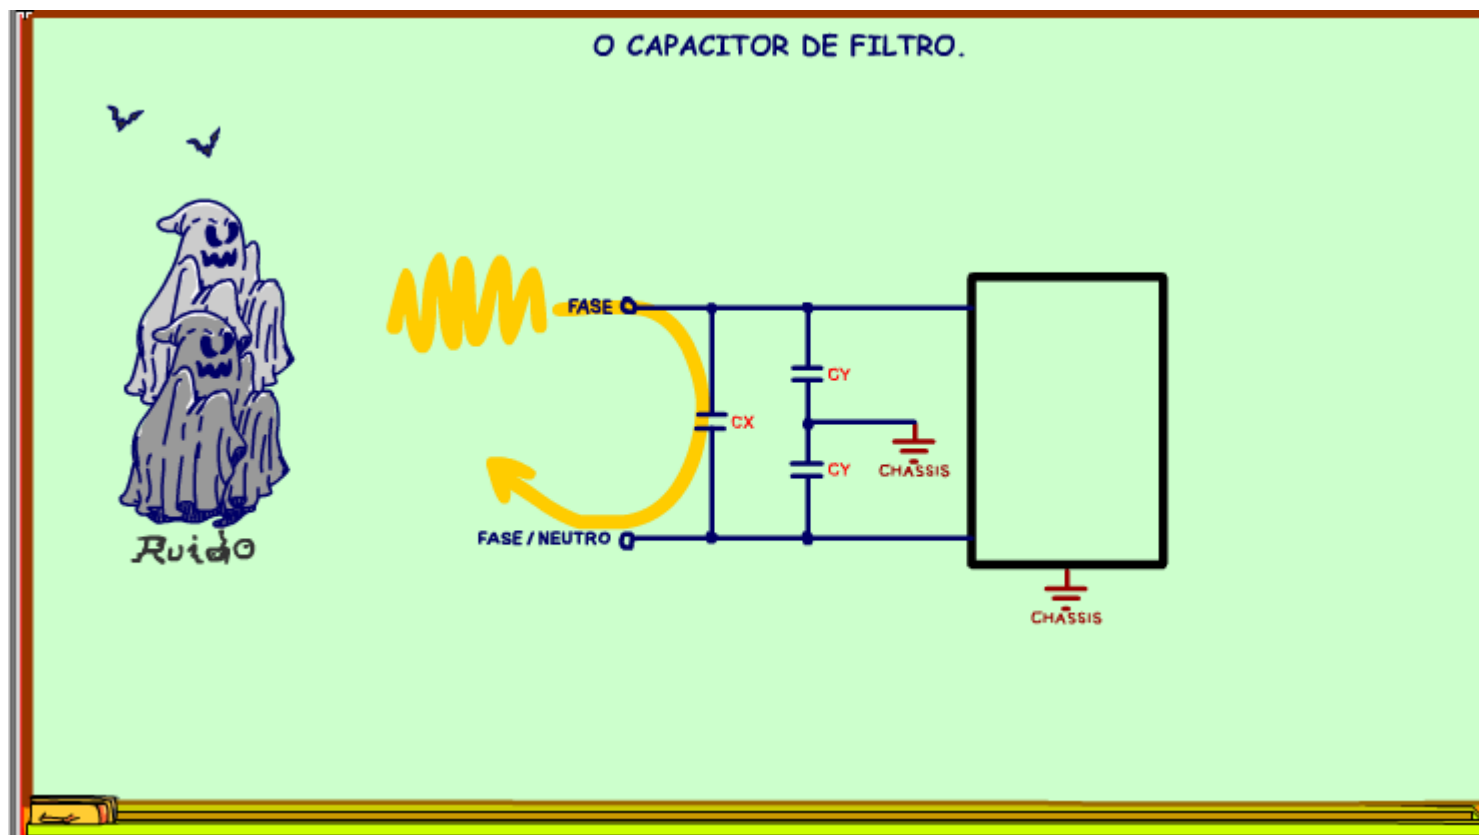 O CAPACITOR DE FILTRO.
FASE
CY
CX
CY
CHASSIS
FASE / NEUTRO
Ruido
CHASSIS